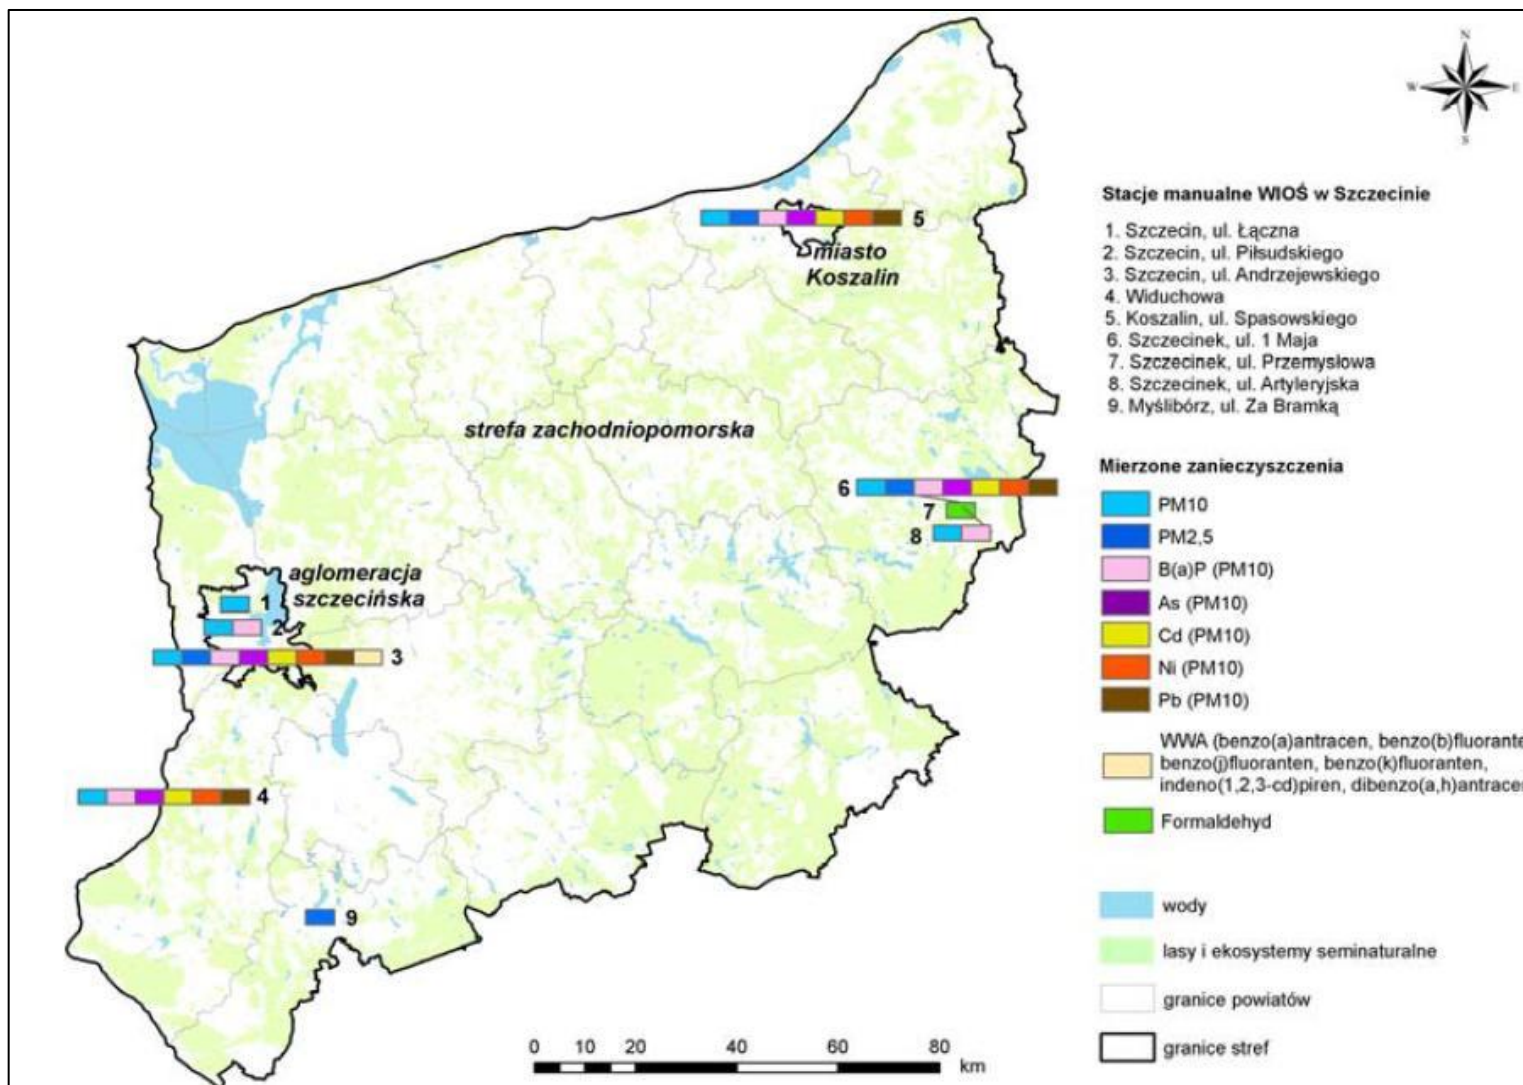 N
W E
S
Stacje manualne WIOŚ w Szczecinie
1. Szczecin, ul. Łączna
2. Szczecin, ul. Piłsudskiego
3. Szczecin, ul. Andrzejewskiego
4. Widuchowa
5. Koszalin, ul. Spasowskiego
6. Szczecinek, ul. 1 Maja
7. Szczecinek, ul. Przemysłowa
8. Szczecinek, ul. Artyleryjska
9. Myślibórz, ul. Za Bramką
5
miasto
Koszalin
strefa zachodniopomorska
6
7
8
aglomeracja
szczecińska
1
2
3
4
9
Mierzone zanieczyszczenia
PM10
PM2,5
B(a)P (PM10)
As (PM10)
Cd (PM10)
Ni (PM10)
Pb (PM10)
WWA (benzo(a)antracen, benzo(b)fluorante
benzo(j)fluoranten, benzo(k)fluoranten,
indeno(1,2,3-cd)piren, dibenzo(a,h)antracen
Formaldehyd
wody
lasy i ekosystemy seminaturalne
granice powiatów
granice stref
0 10 20 40 60 80
km